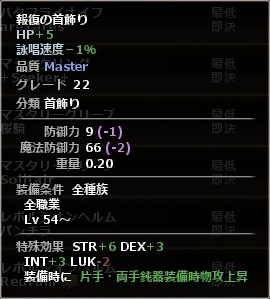 報復の首飾り
HP+5
詠唱速度-1%
品質 Master
グレード 22
分類 首飾り
防御力 9 (-1)
魔法防御力 66 (-2)
重量 0.20
装備条件 全種族
全職業
Lv 54～
特殊効果 STR+6 DEX+3
INT+3 LUK-2
装備時に 片手・両手鈍器装備時物攻上昇